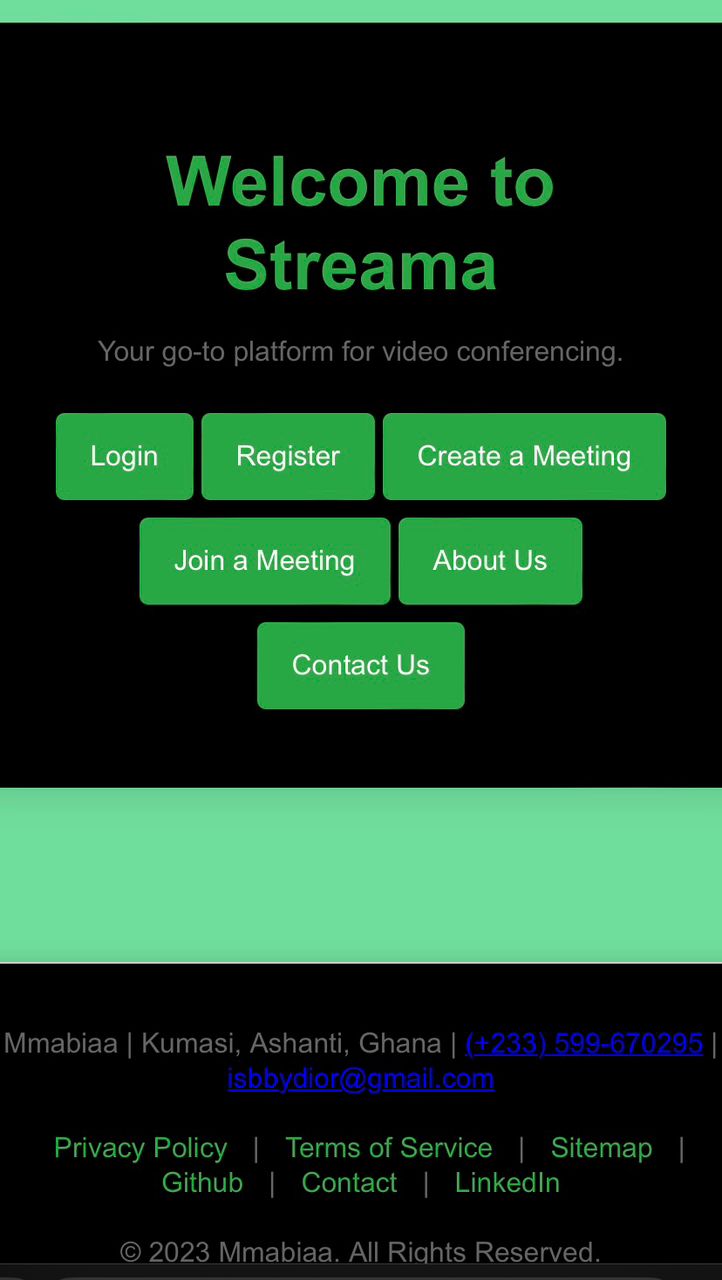 Welcome to
Streama
Your go-to platform for video conferencing.
Login Register Create a Meeting
Join a Meeting About Us
Contact Us
Mmabiaa | Kumasi, Ashanti, Ghana | (+233) 599-670295 |
isbbydior@gmail.com
Privacy Policy | Terms of Service | Sitemap |
Github | Contact | LinkedIn
© 2023 Mmabiaa. All Rights Reserved.